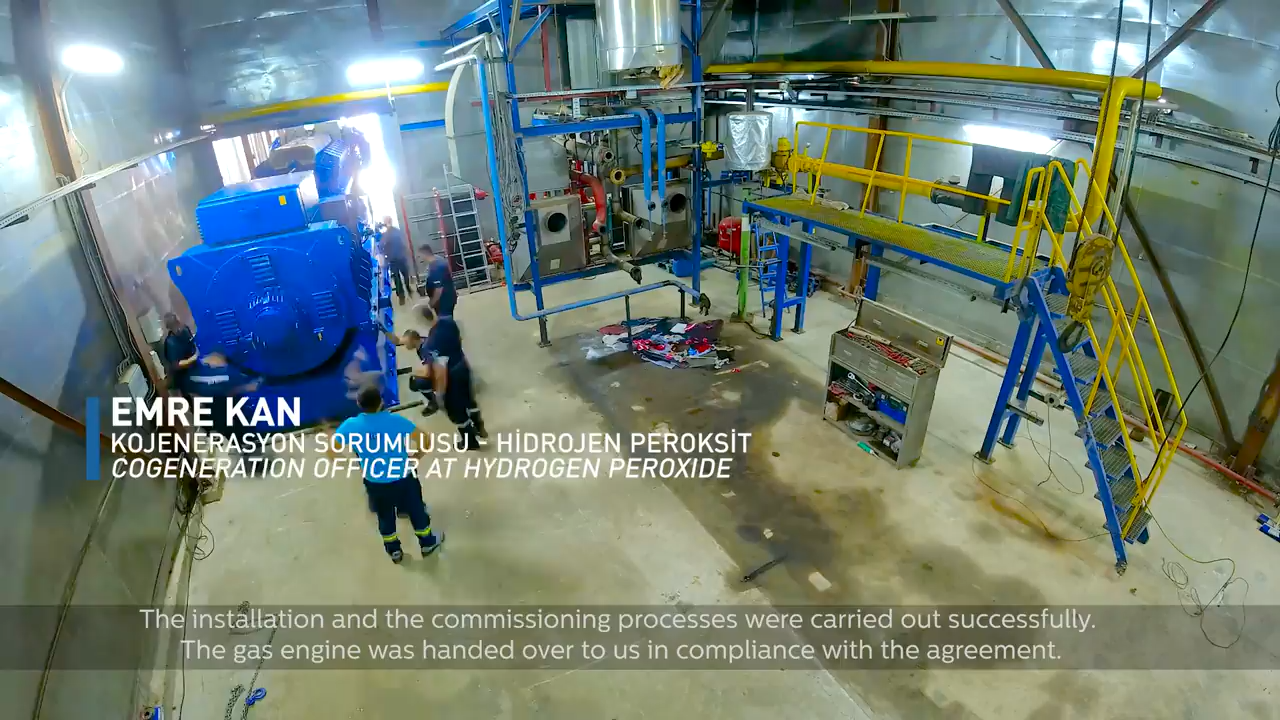 EMRE KAN
KOJENERASYON SORUMLUSU - HİDROJEN PEROKSİT
COGENERATION OFFICER AT HYDROGEN PEROXIDE
The installation and the commissioning processes were carried out successfully.
The gas engine was handed over to us in compliance with the agreement.